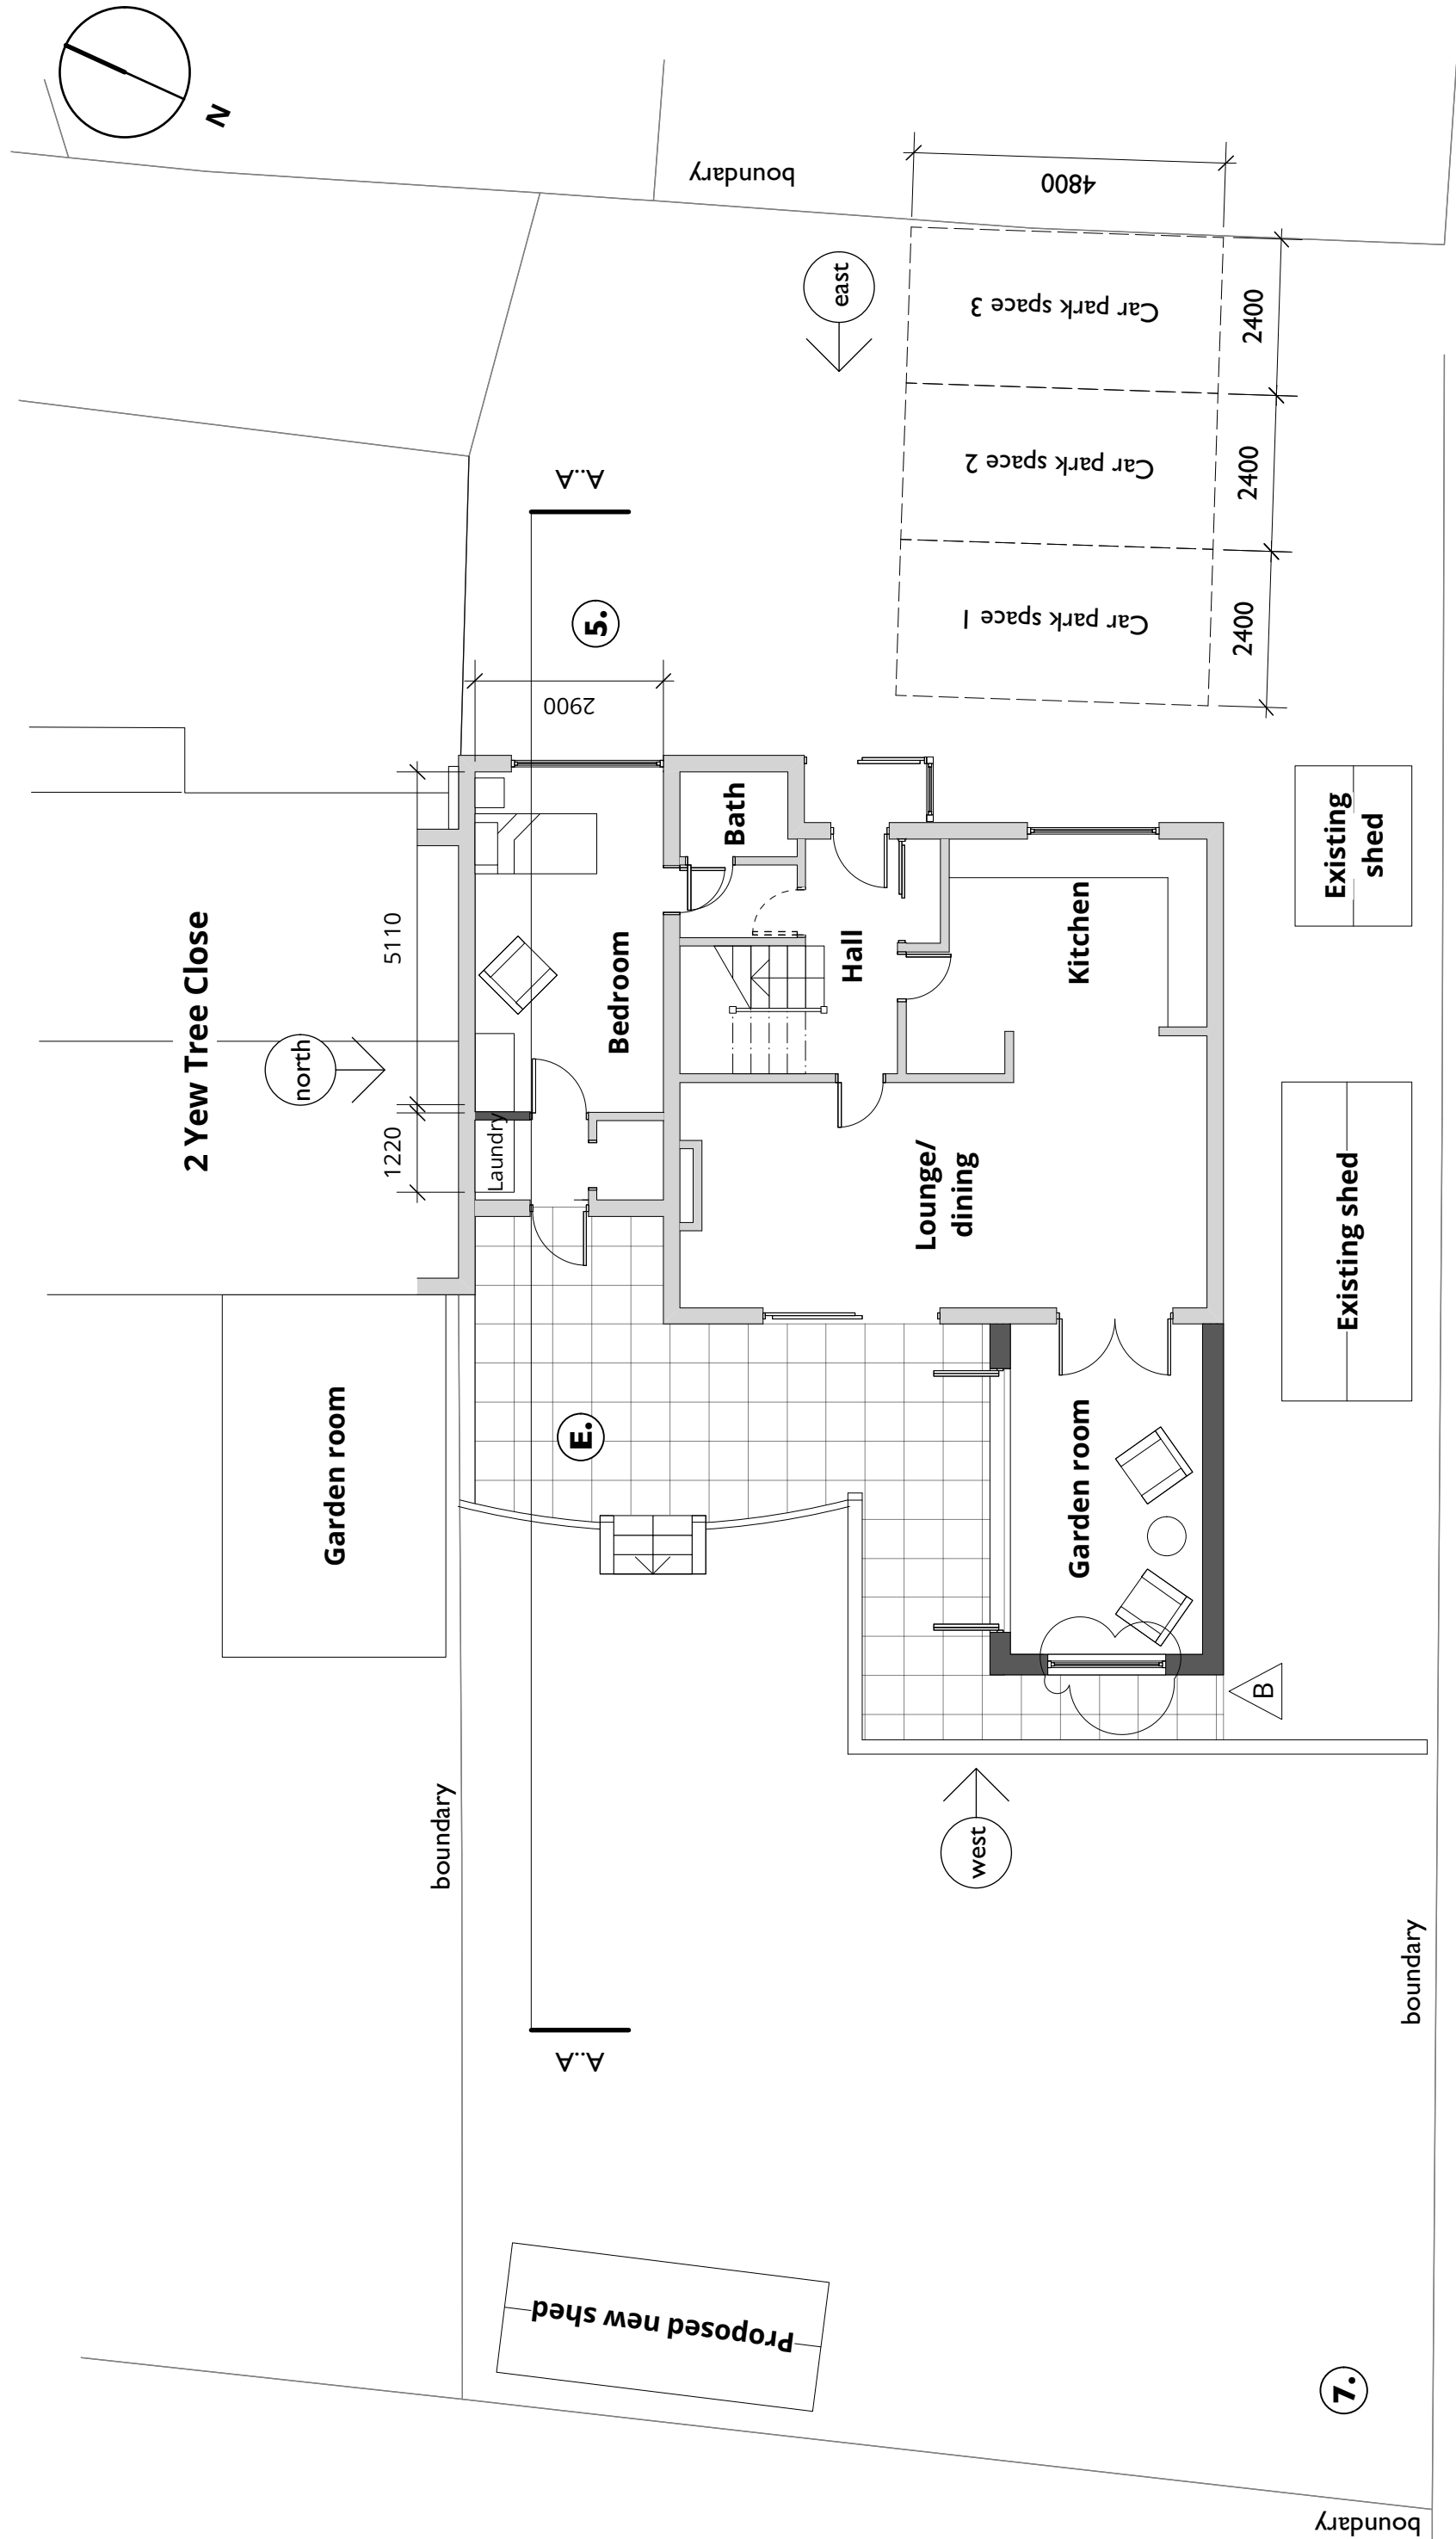 N
boundary
4800
east
Car park space 3
2400
Car park space 2
2400
Car park space 1
2400
A..A
5.
2900
2 Yew Tree Close
5110
north
1220
Laundry
Bedroom
Bath
Hall
Kitchen
Existing
shed
Lounge/
dining
Existing shed
Garden room
E.
Garden room
B
boundary
west
boundary
A..A
Proposed new shed
7.
boundary